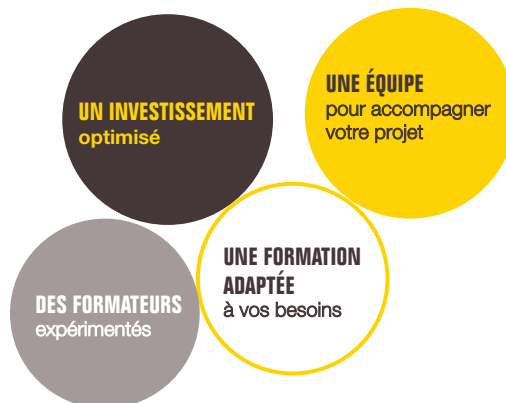 UN INVESTISSEMENT
optimisé
UNE ÉQUIPE
pour accompagner
votre projet
UNE FORMATION
ADAPTÉE
à vos besoins
DES FORMATEURS
expérimentés